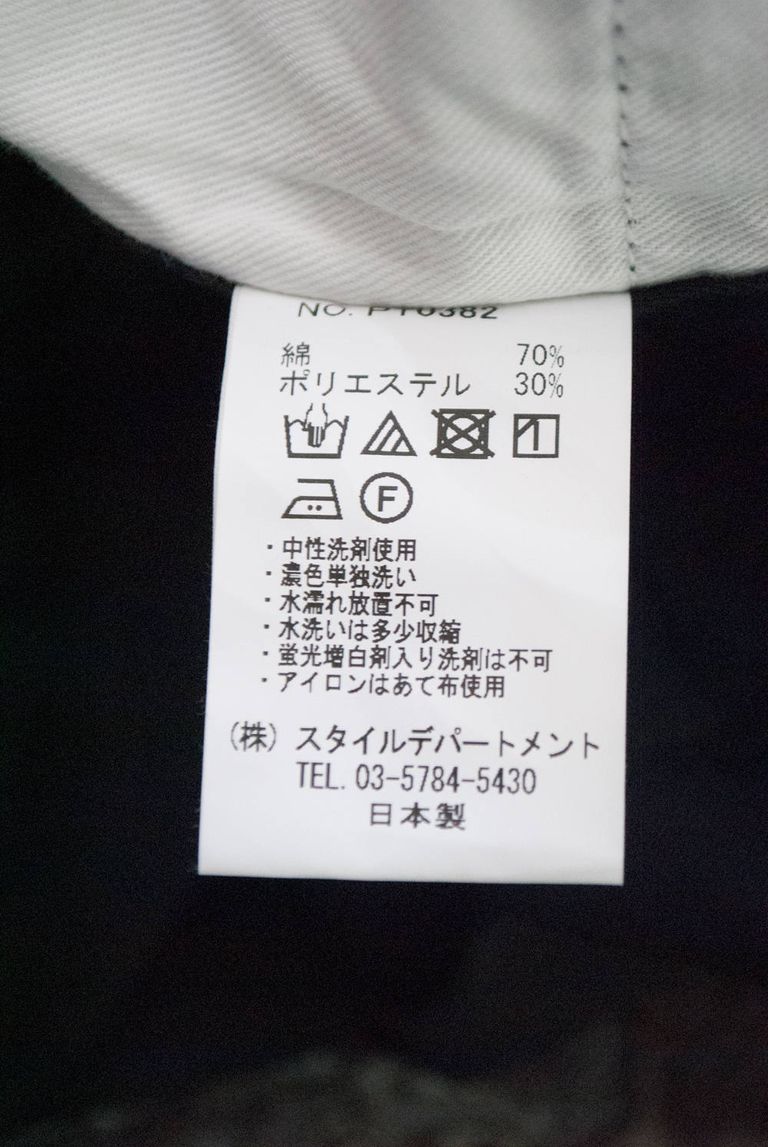 NO. PT0382
綿 70%
ポリエステル 30%
F
・中性洗剤使用
・濃色単独洗い
・水濡れ放置不可
・水洗いは多少収縮
・蛍光増白剤入り洗剤は不可
・アイロンはあて布使用
（株）スタイルデパートメント
TEL. 03-5784-5430
日本製